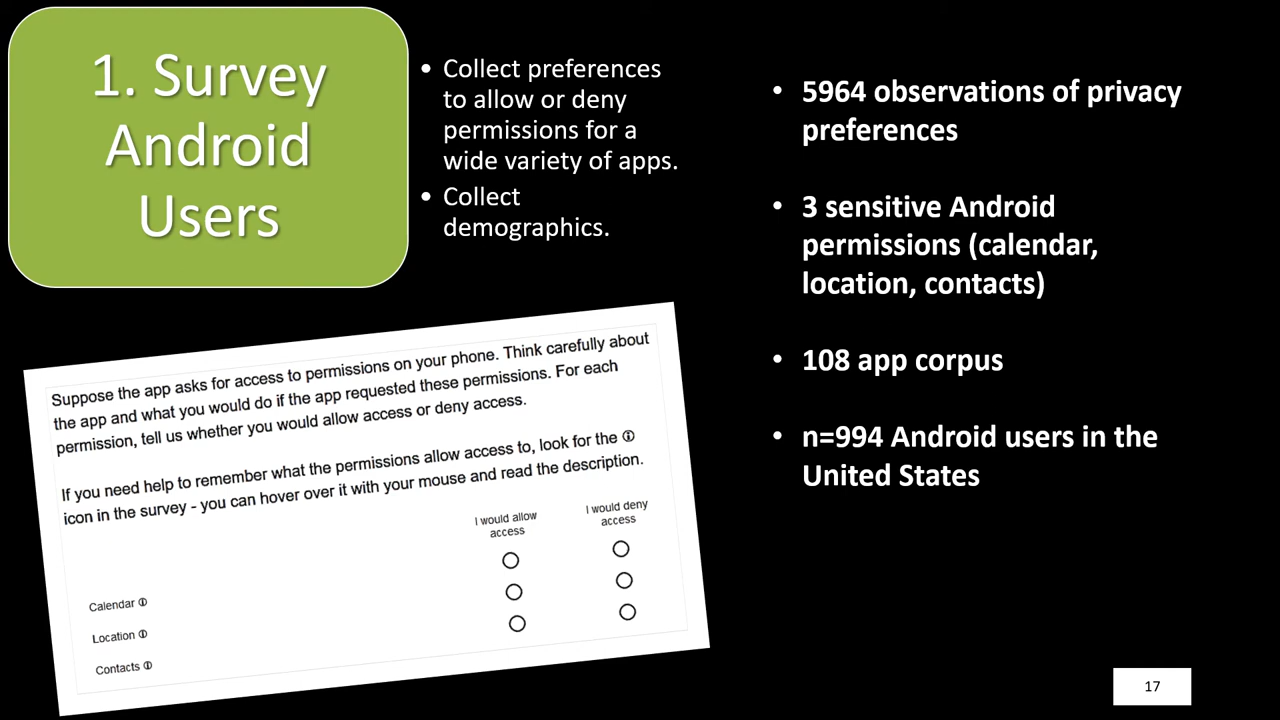 1. Survey
Android
Users
• Collect preferences
to allow or deny
permissions for a
wide variety of apps.
• Collect
demographics.
• 5964 observations of privacy
preferences
• 3 sensitive Android
permissions (calendar,
location, contacts)
• 108 app corpus
• n=994 Android users in the
United States
Suppose the app asks for access to permissions on your phone. Think carefully about
the app and what you would do if the app requested these permissions. For each
permission, tell us whether you would allow access or deny access.
If you need help to remember what the permissions allow access to, look for the ⓘ
icon in the survey - you can hover over it with your mouse and read the description.
I would allow
access
I would deny
access
Calendar ⓘ
Location ⓘ
Contacts ⓘ
17